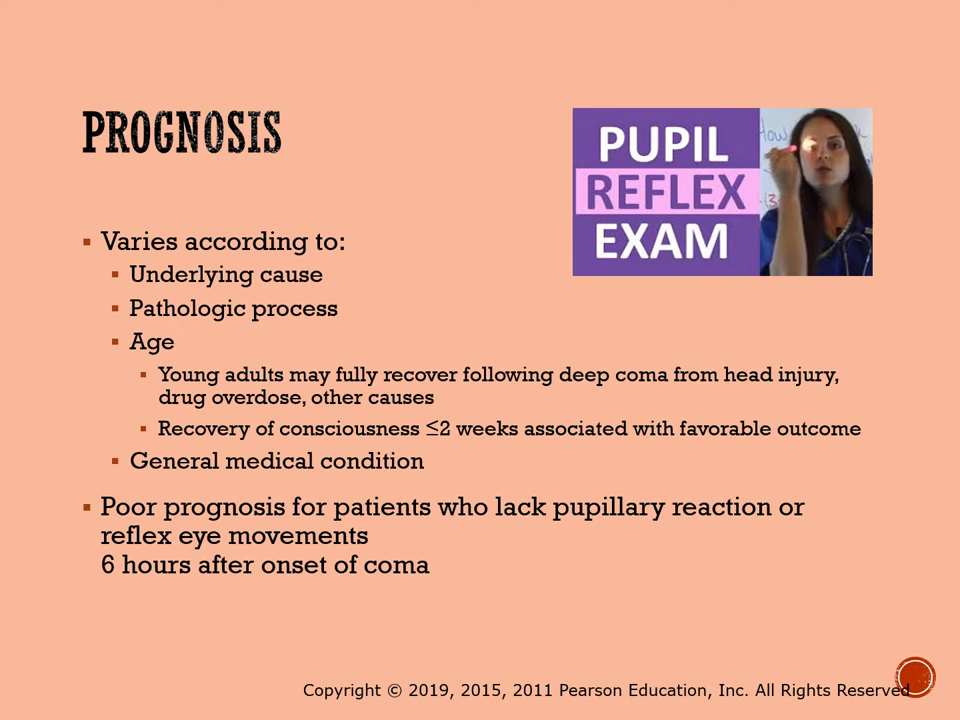 PROGNOSIS
PUPIL
REFLEX
EXAM
Varies according to:
Underlying cause
Pathologic process
Age
Young adults may fully recover following deep coma from head injury,
drug overdose, other causes
Recovery of consciousness ≤2 weeks associated with favorable outcome
General medical condition
Poor prognosis for patients who lack pupillary reaction or
reflex eye movements
6 hours after onset of coma
Copyright © 2019, 2015, 2011 Pearson Education, Inc. All Rights Reserved